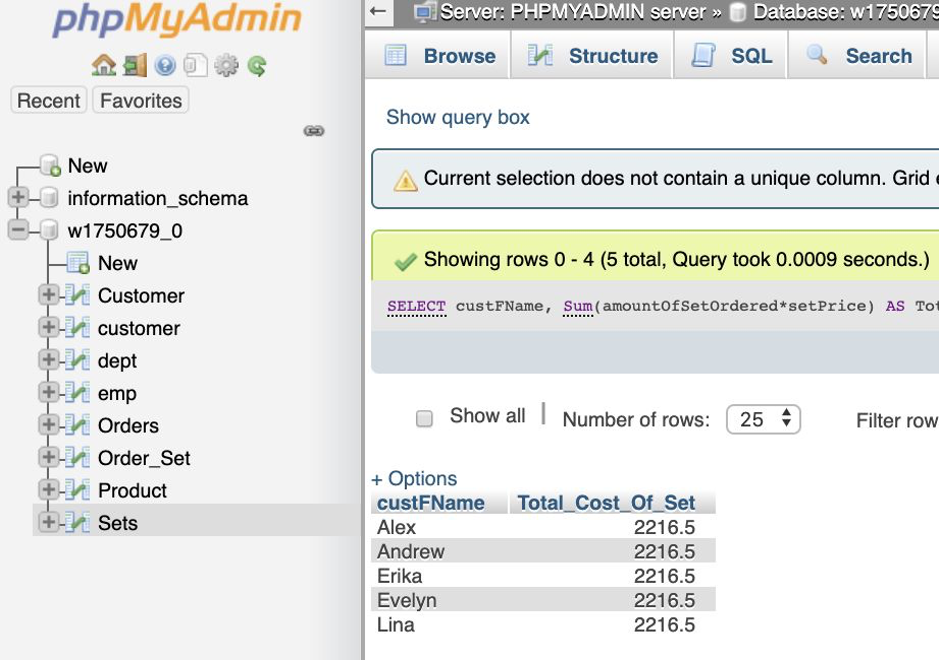 phpMyAdmin
Recent Favorites
New
information_schema
w1750679_0
New
Customer
customer
dept
emp
Orders
Order_Set
Product
Sets
Server: PHPMYADMIN server » Database: w1750679
Browse Structure SQL Search
Show query box
Current selection does not contain a unique column. Grid
Showing rows 0 - 4 (5 total, Query took 0.0009 seconds.)
SELECT custFName, Sum(amountOfSetOrdered*setPrice) AS Tot
Show all | Number of rows: 25 Filter row
+ Options
custFName Total_Cost_Of_Set
Alex 2216.5
Andrew 2216.5
Erika 2216.5
Evelyn 2216.5
Lina 2216.5